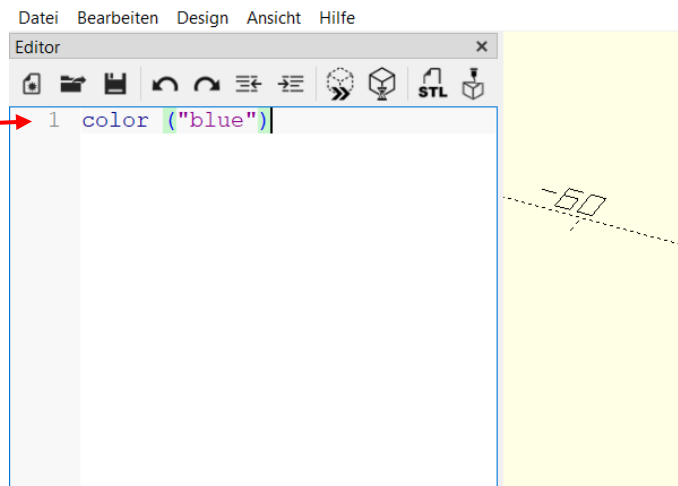 Datei Bearbeiten Design Ansicht Hilfe
Editor
STL
1 color ("blue")
-60